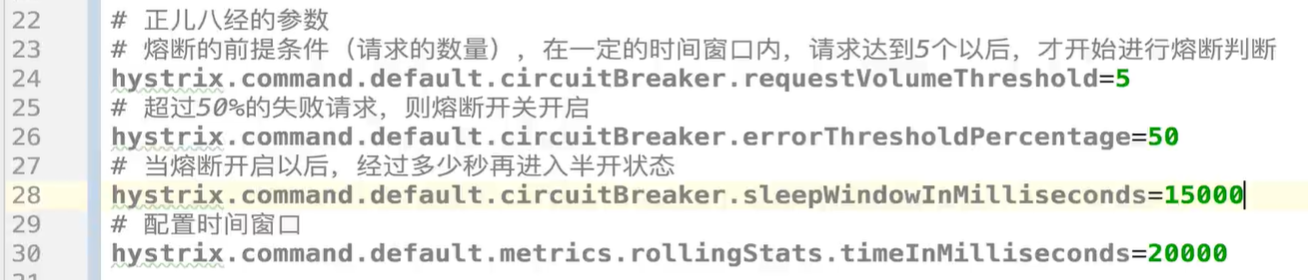 22 # 正儿八经的参数
23 # 熔断的前提条件（请求的数量），在一定的时间窗口内，请求达到5个以后，才开始进行熔断判断
24 hystrix.command.default.circuitBreaker.requestVolumeThreshold=5
25 # 超过50%的失败请求，则熔断开关开启
26 hystrix.command.default.circuitBreaker.errorThresholdPercentage=50
27 # 当熔断开启以后，经过多少秒再进入半开状态
28 hystrix.command.default.circuitBreaker.sleepWindowInMilliseconds=15000
29 # 配置时间窗口
30 hystrix.command.default.metrics.rollingStats.timeInMilliseconds=20000